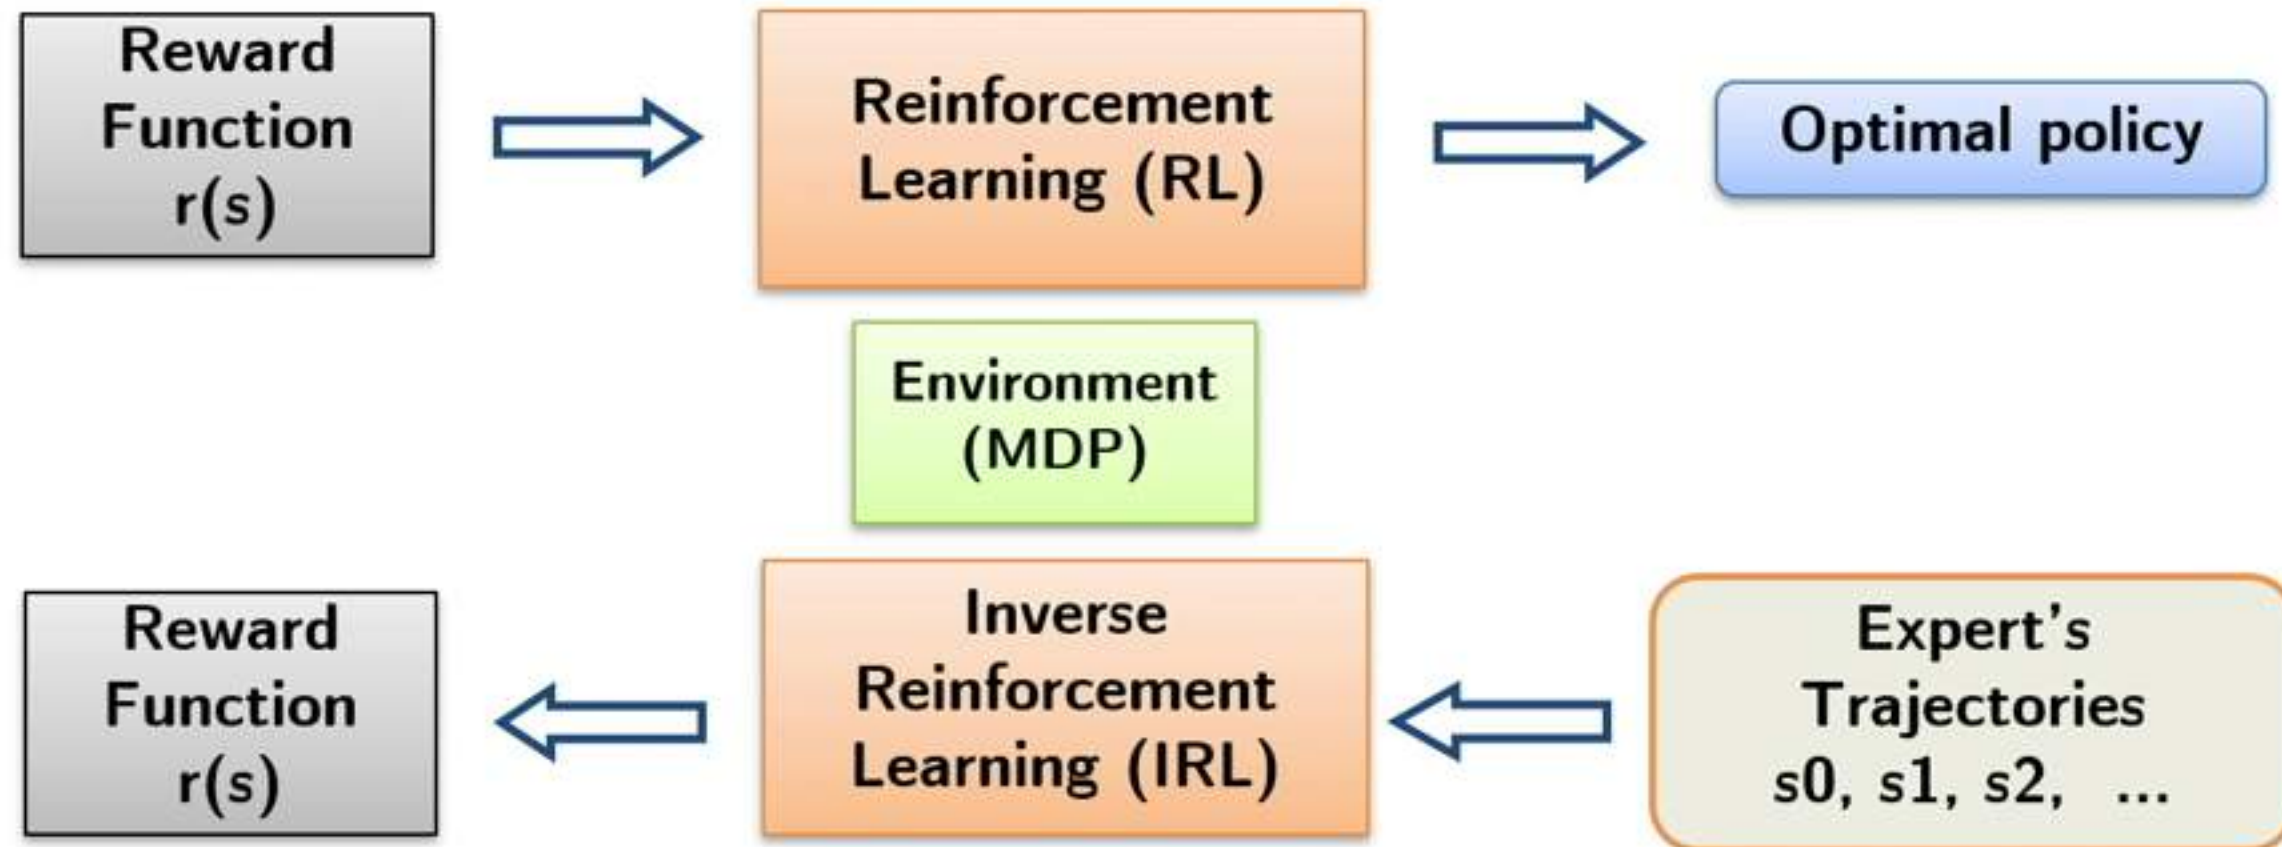 Reward
Function
r(s)
Reinforcement
Learning (RL)
Optimal policy
Environment
(MDP)
Reward
Function
r(s)
Inverse
Reinforcement
Learning (IRL)
Expert's
Trajectories
s0, s1, s2, ...